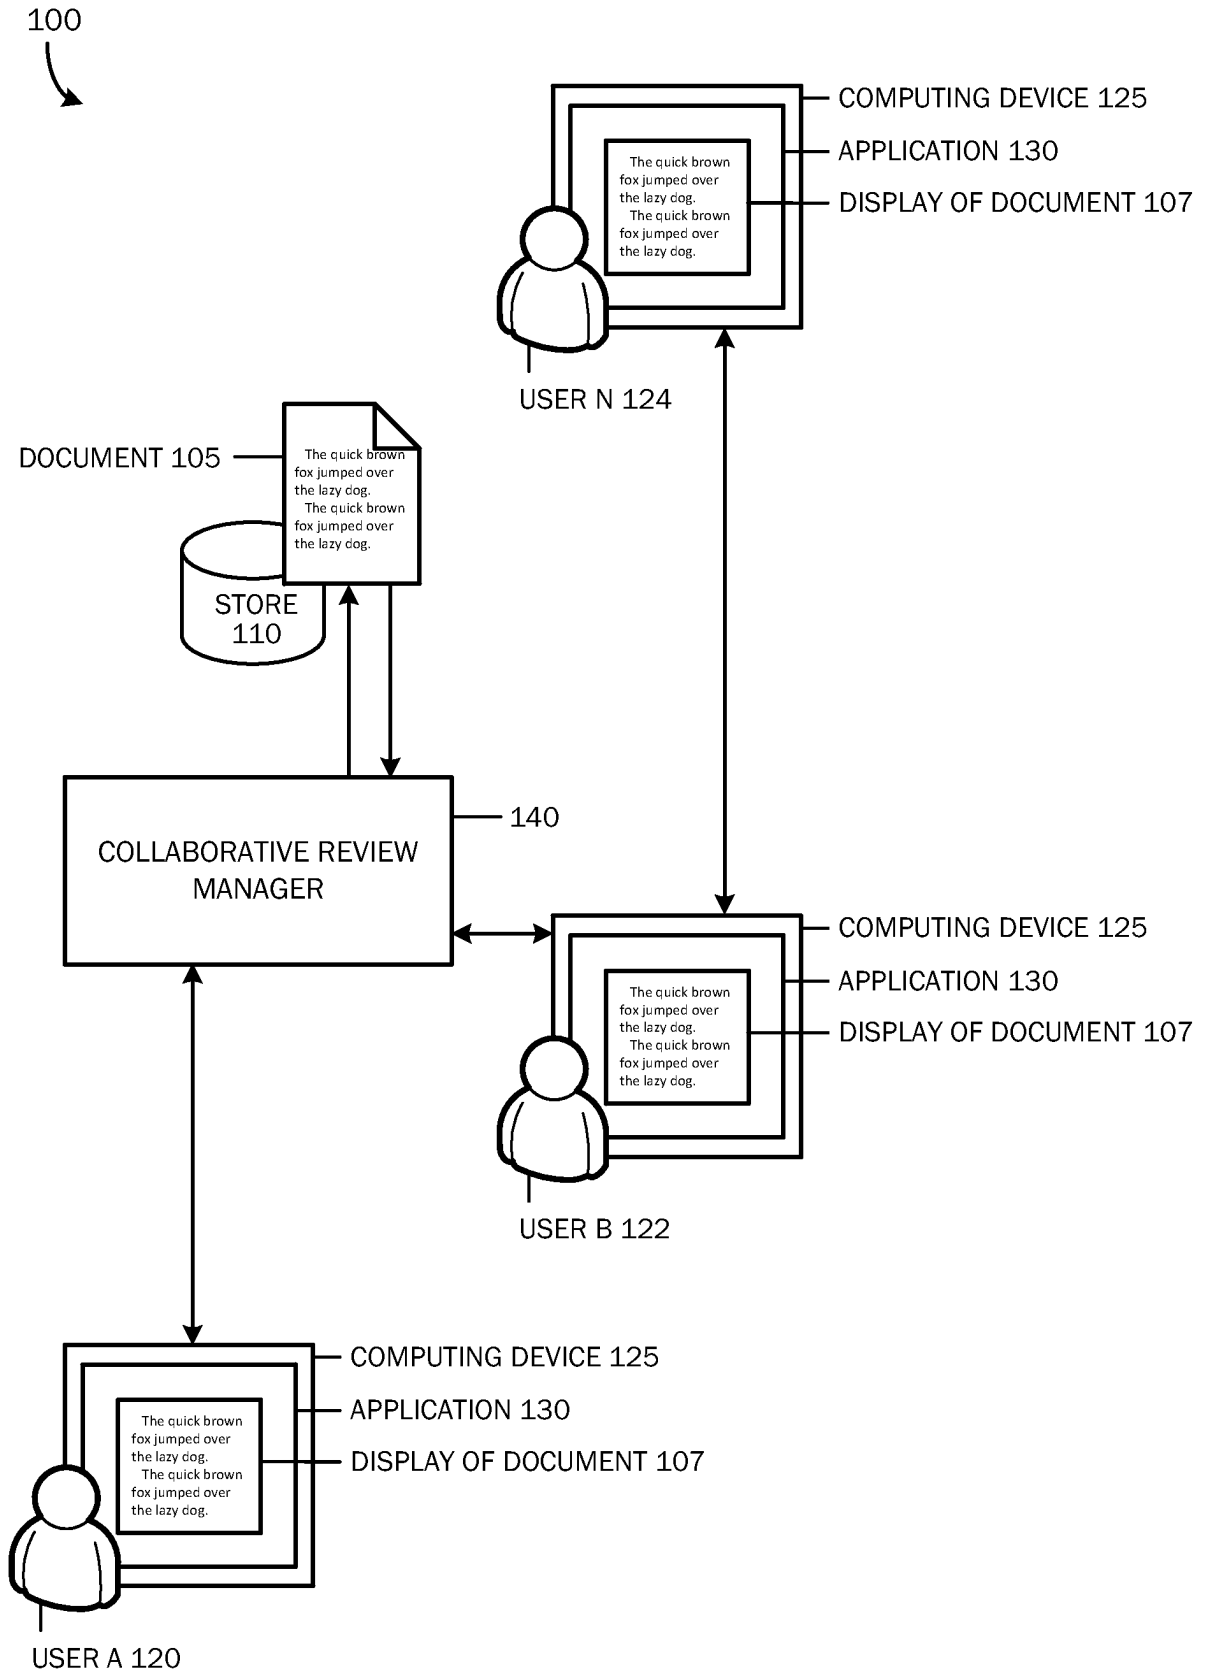 100
COMPUTING DEVICE 125
APPLICATION 130
DISPLAY OF DOCUMENT 107
The quick brown
fox jumped over
the lazy dog.
The quick brown
fox jumped over
the lazy dog.
USER N 124
DOCUMENT 105
The quick brown
fox jumped over
the lazy dog.
The quick brown
fox jumped over
the lazy dog.
STORE
110
140
COLLABORATIVE REVIEW
MANAGER
COMPUTING DEVICE 125
APPLICATION 130
DISPLAY OF DOCUMENT 107
The quick brown
fox jumped over
the lazy dog.
The quick brown
fox jumped over
the lazy dog.
USER B 122
COMPUTING DEVICE 125
APPLICATION 130
DISPLAY OF DOCUMENT 107
The quick brown
fox jumped over
the lazy dog.
The quick brown
fox jumped over
the lazy dog.
USER A 120